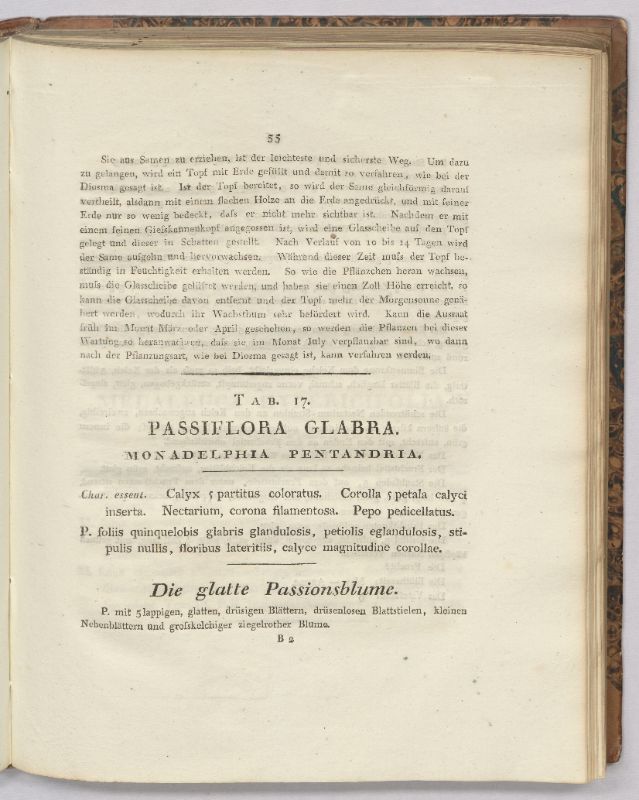 55
Sie aus Samen zu erziehen, ist der leichteste und sicherste Weg. Um dazu
zu gelangen, wird ein Topf mit Erde gefüllt und damit so verfahren, wie bei der
Diosma gesagt ist. Ist der Topf bereitet, so wird der Same gleichförmig darauf
vertheilt, alsdann mit einem flachen Holze an die Erde angedrückt, und mit feiner
Erde nur so wenig bedeckt, daſs er nicht mehr sichtbar ist. Nachdem er mit
einem feinen Gieſskannenkopf angegossen ist, wird eine Glasscheibe auf den Topf
gelegt und dieser in Schatten gestellt. Nach Verlauf von 10 bis 14 Tagen wird
der Same aufgehn und hervorwachsen. Während dieser Zeit muſs der Topf be-
ständig in Feuchtigkeit erhalten werden. So wie die Pflänzchen heran wachsen,
muſs die Glasscheibe gelüftet werden, und haben sie einen Zoll Höhe erreicht, so
kann die Glasscheibe davon entfernt und der Topf mehr der Morgensonne genä-
hert werden, wodurch ihr Wachsthum sehr befördert wird. Kann die Aussaat
früh im Monat März oder April geschehen, so werden die Pflanzen bei dieser
Wartung so heranwachsen, daſs sie im Monat July verpflanzbar sind, wo dann
nach der Pflanzungsart, wie bei Diosma gesagt ist, kann verfahren werden.
TAB. 17.
PASSIFLORA GLABRA.
MONADELPHIA PENTANDRIA.
Char. essent. Calyx 5 partitus coloratus. Corolla 5 petala calyci
inserta. Nectarium, corona filamentosa. Pepo pedicellatus.
P. foliis quinquelobis glabris glandulosis, petiolis eglandulosis, sti-
pulis nullis, floribus lateritiis, calyce magnitudine corollae.
Die glatte Passionsblume.
P. mit 5 lappigen, glatten, drüsigen Blättern, drüsenlosen Blattstielen, kleinen
Nebenblättern und groſskelchiger ziegelrother Blume.
B 2